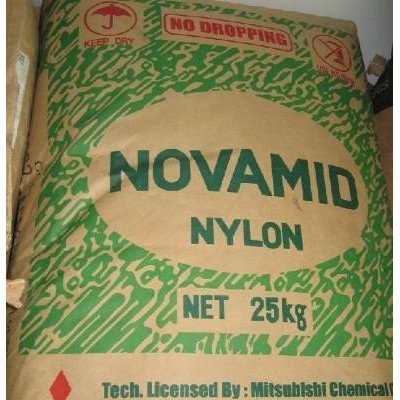 KEEP DRY
NO DROPPING
NOVAMID
NYLON
NET 25kg
Tech. Licensed By : Mitsubishi Chemical